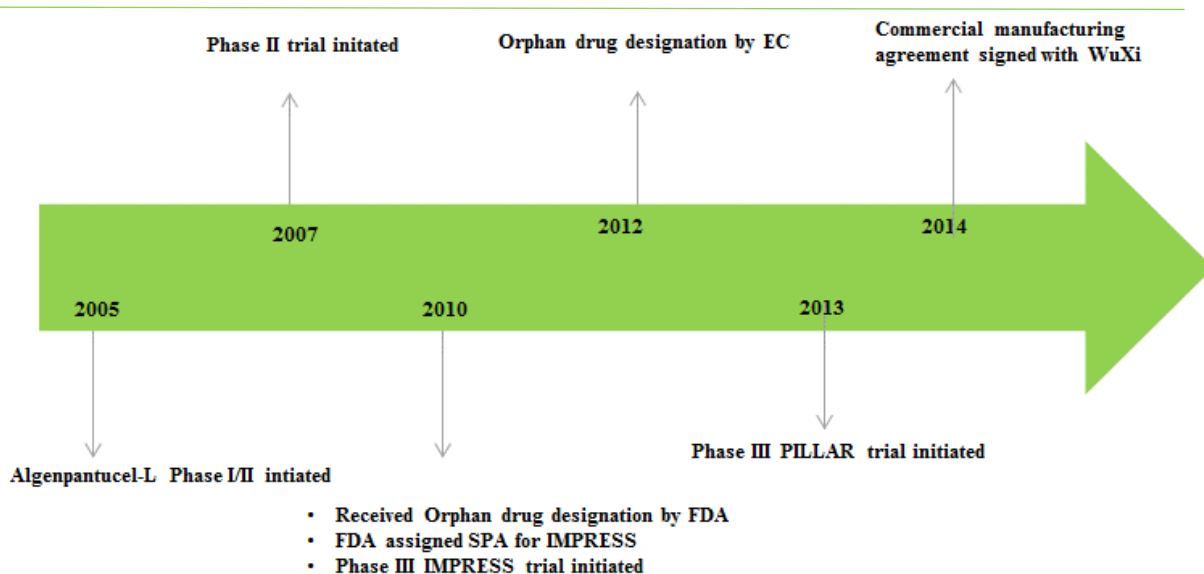 Phase II trial initated
Orphan drug designation by EC
Commercial manufacturing
agreement signed with WuXi
2007
2012
2014
2005
2010
2013
Algenpantucel-L Phase I/II intiated
Phase III PILLAR trial initiated
• Received Orphan drug designation by FDA
• FDA assigned SPA for IMPRESS
• Phase III IMPRESS trial initiated